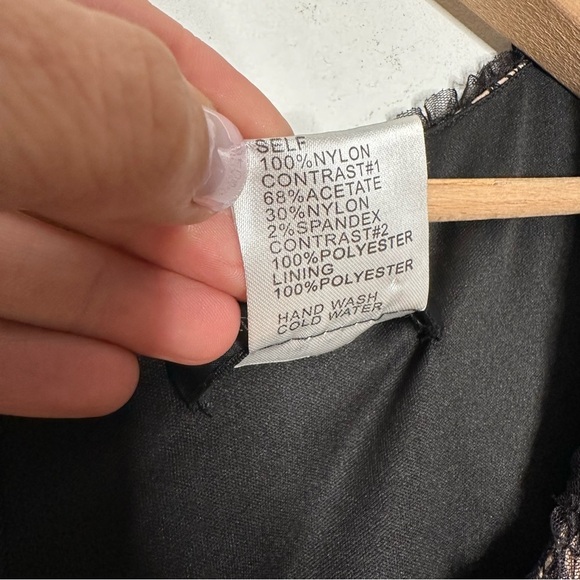 SELF
100%NYLON
CONTRAST#1
68%ACETATE
30%NYLON
2%SPANDEX
CONTRAST#2
100%POLYESTER
LINING
100%POLYESTER
HAND WASH
COLD WATER